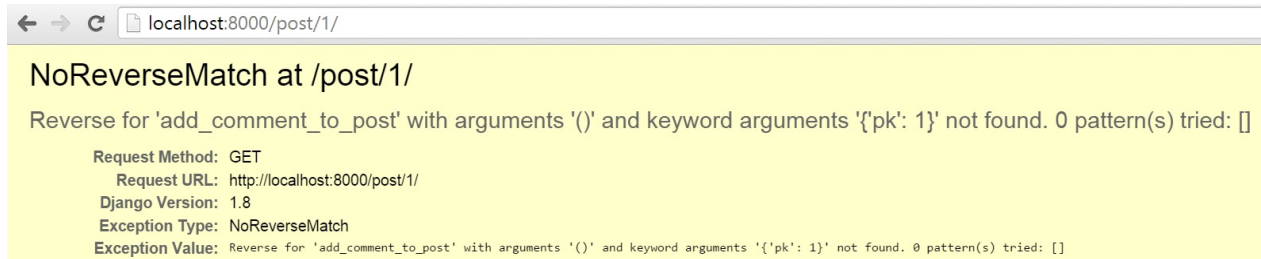 localhost:8000/post/1/
NoReverseMatch at /post/1/
Reverse for 'add_comment_to_post' with arguments '()' and keyword arguments '{'pk': 1}' not found. 0 pattern(s) tried: []
Request Method: GET
Request URL: http://localhost:8000/post/1/
Django Version: 1.8
Exception Type: NoReverseMatch
Exception Value: Reverse for 'add_comment_to_post' with arguments '()' and keyword arguments '{'pk': 1}' not found. 0 pattern(s) tried: []